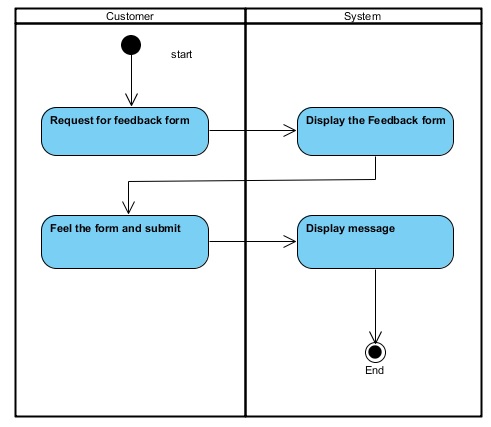 Customer
System
start
Request for feedback form
Display the Feedback form
Feel the form and submit
Display message
End